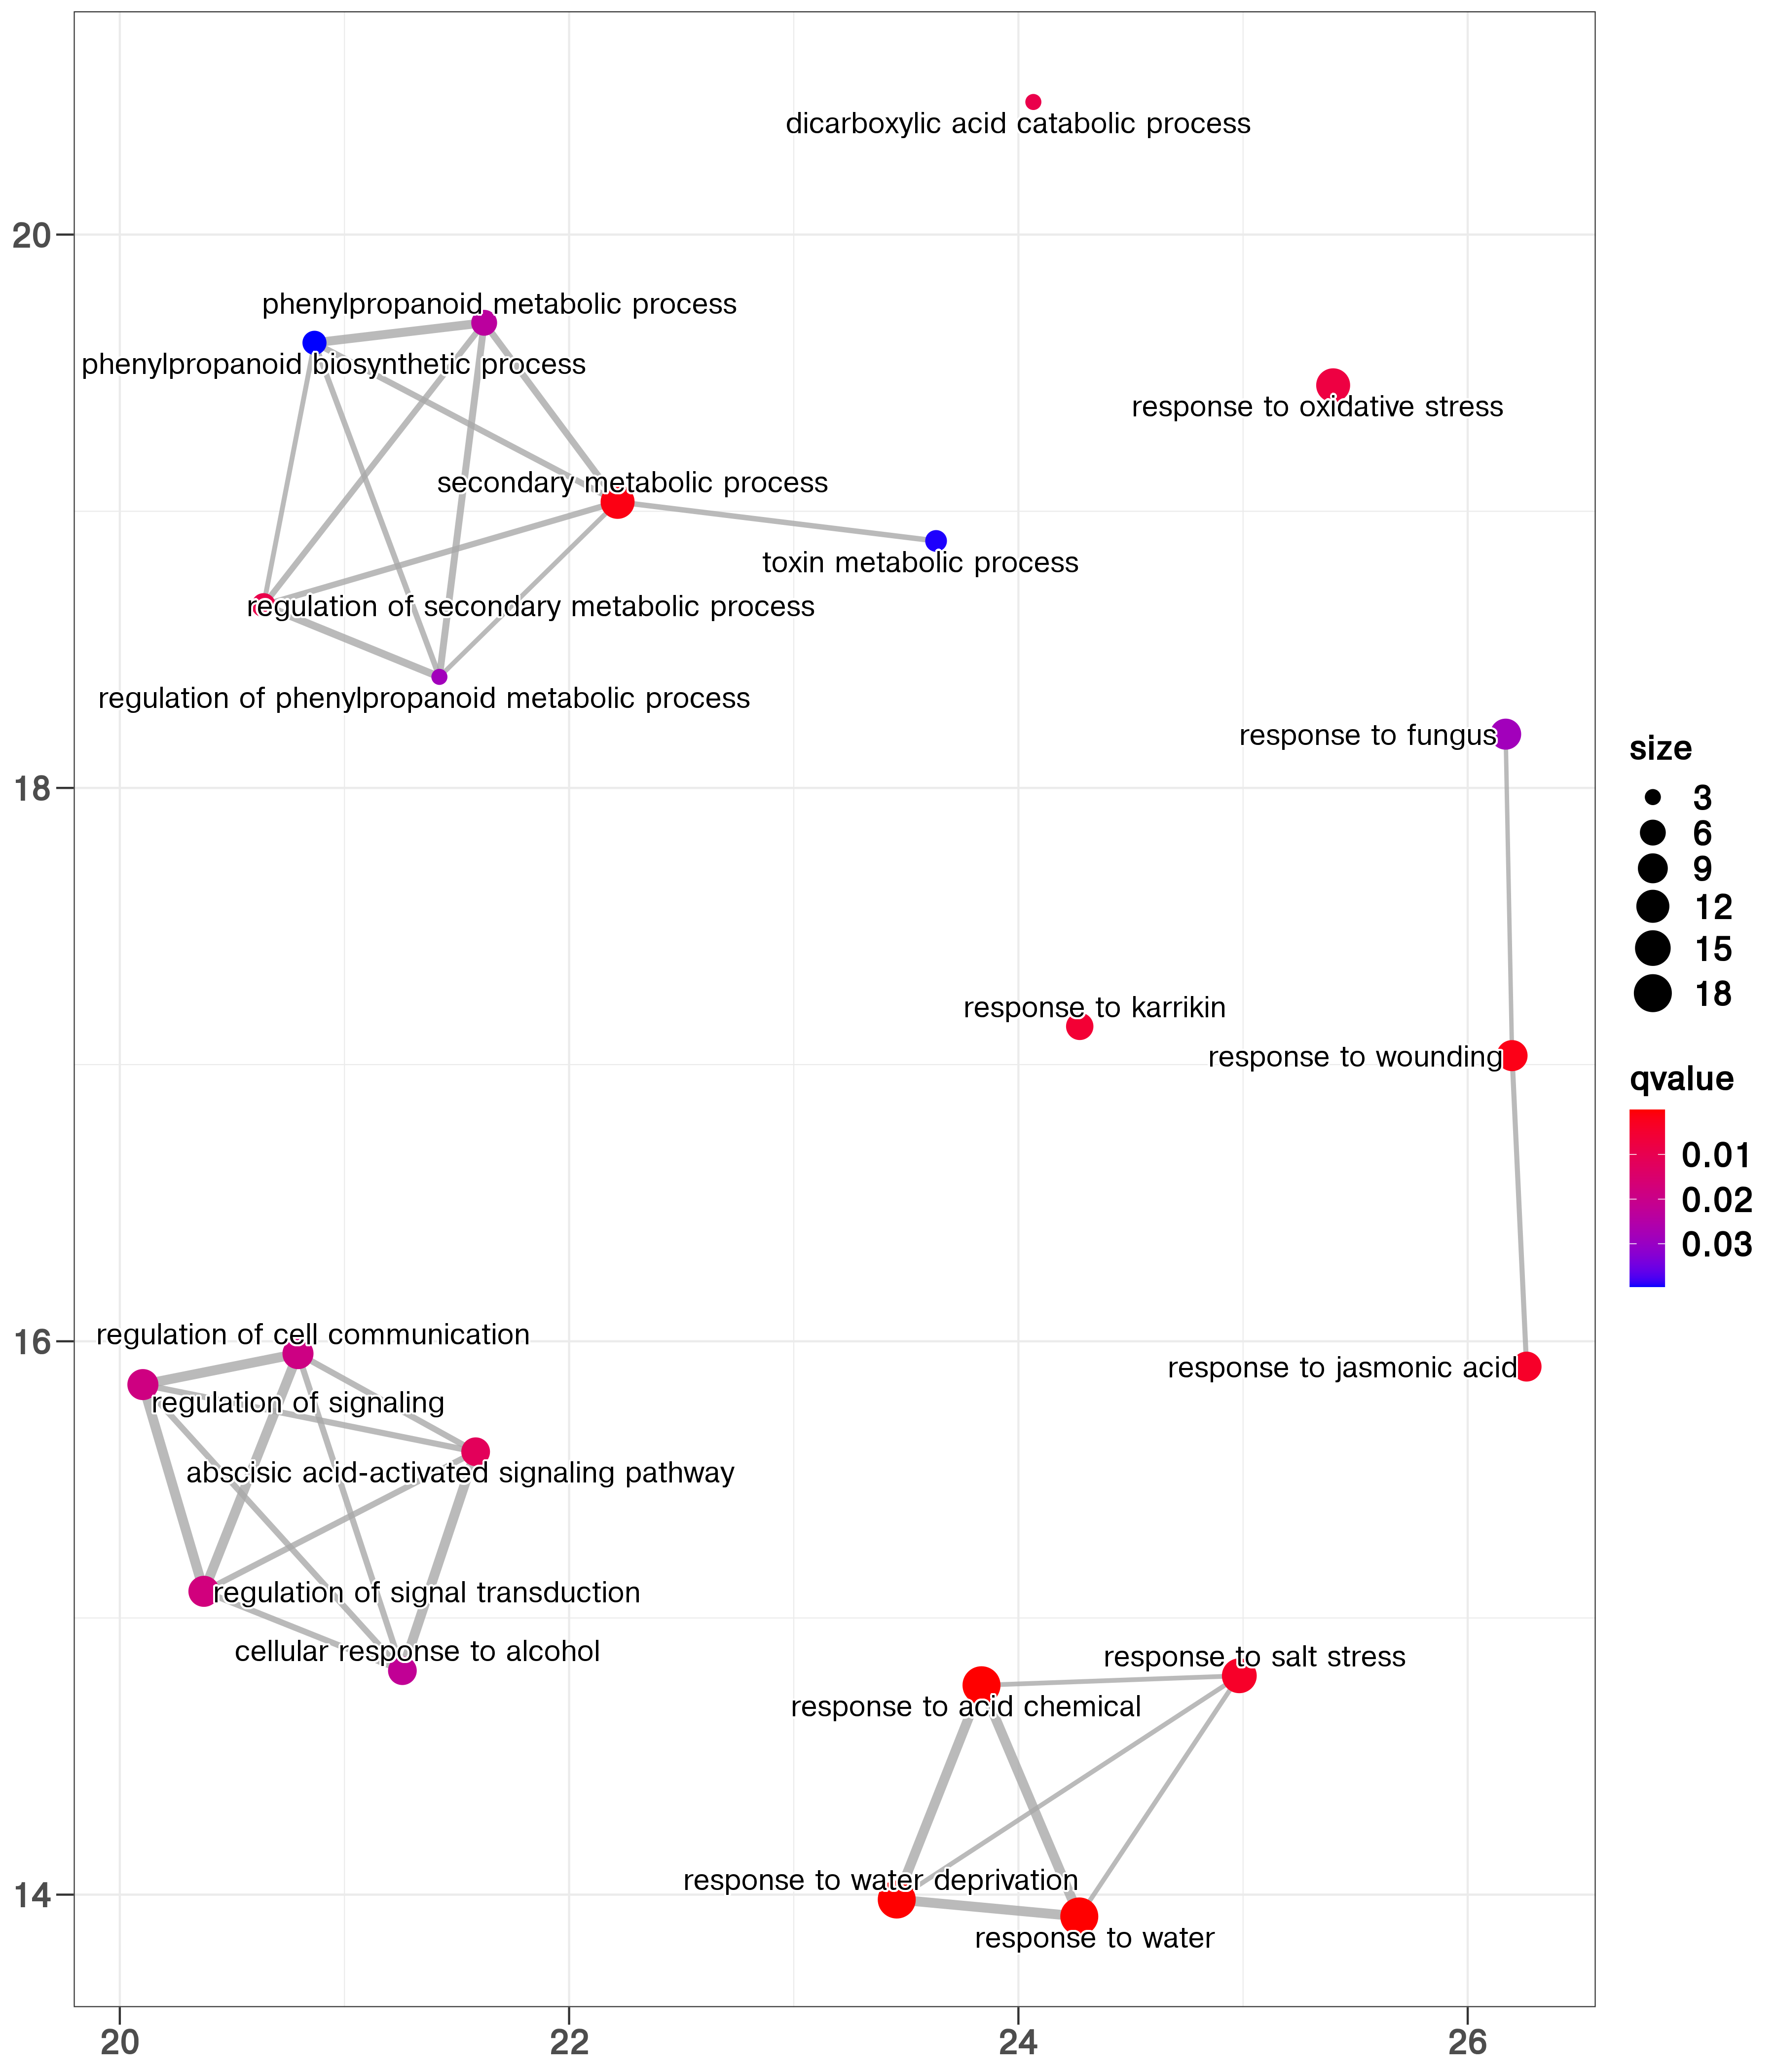 dicarboxylic acid catabolic process
20
phenylpropanoid metabolic process
phenylpropanoid biosynthetic process
response to oxidative stress
secondary metabolic process
toxin metabolic process
regulation of secondary metabolic process
regulation of phenylpropanoid metabolic process
response to fungus
18
response to karrikin
response to wounding
16
regulation of cell communication
response to jasmonic acid
regulation of signaling
abscisic acid-activated signaling pathway
regulation of signal transduction
cellular response to alcohol
response to salt stress
response to acid chemical
response to water deprivation
14
response to water
20
22
24
26
size
3
6
9
12
15
18
qvalue
0.01
0.02
0.03